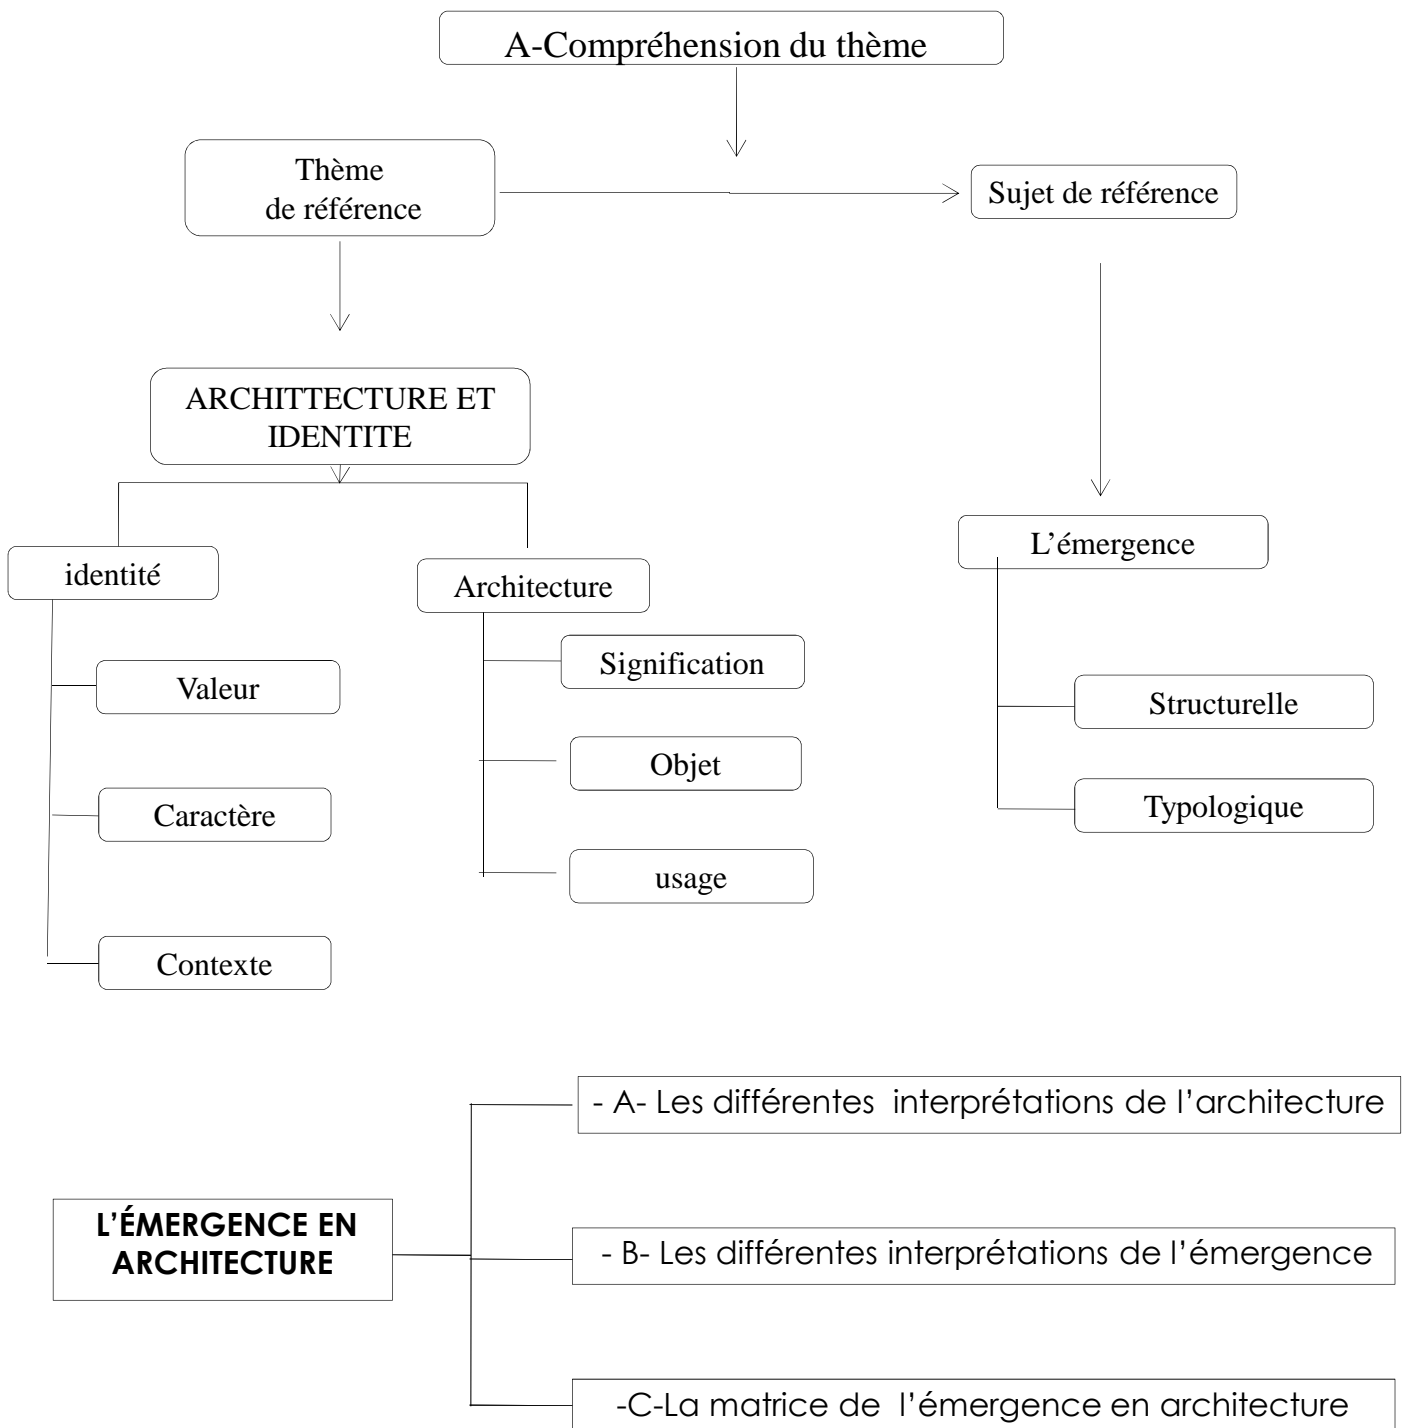 A-Compréhension du thème
Thème
de référence
Sujet de référence
ARCHITTECTURE ET
IDENTITE
L’émergence
identité
Architecture
Signification
Valeur
Structurelle
Objet
Caractère
Typologique
usage
Contexte
- A- Les différentes interprétations de l’architecture
L’ÉMERGENCE EN
ARCHITECTURE
- B- Les différentes interprétations de l’émergence
-C-La matrice de l’émergence en architecture